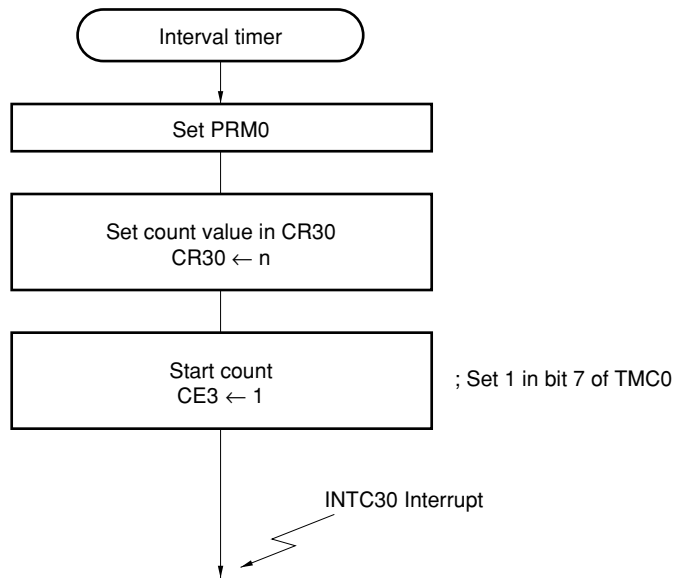 Interval timer
Set PRM0
Set count value in CR30
CR30 ← n
Start count
CE3 ← 1
; Set 1 in bit 7 of TMC0
INTC30 Interrupt